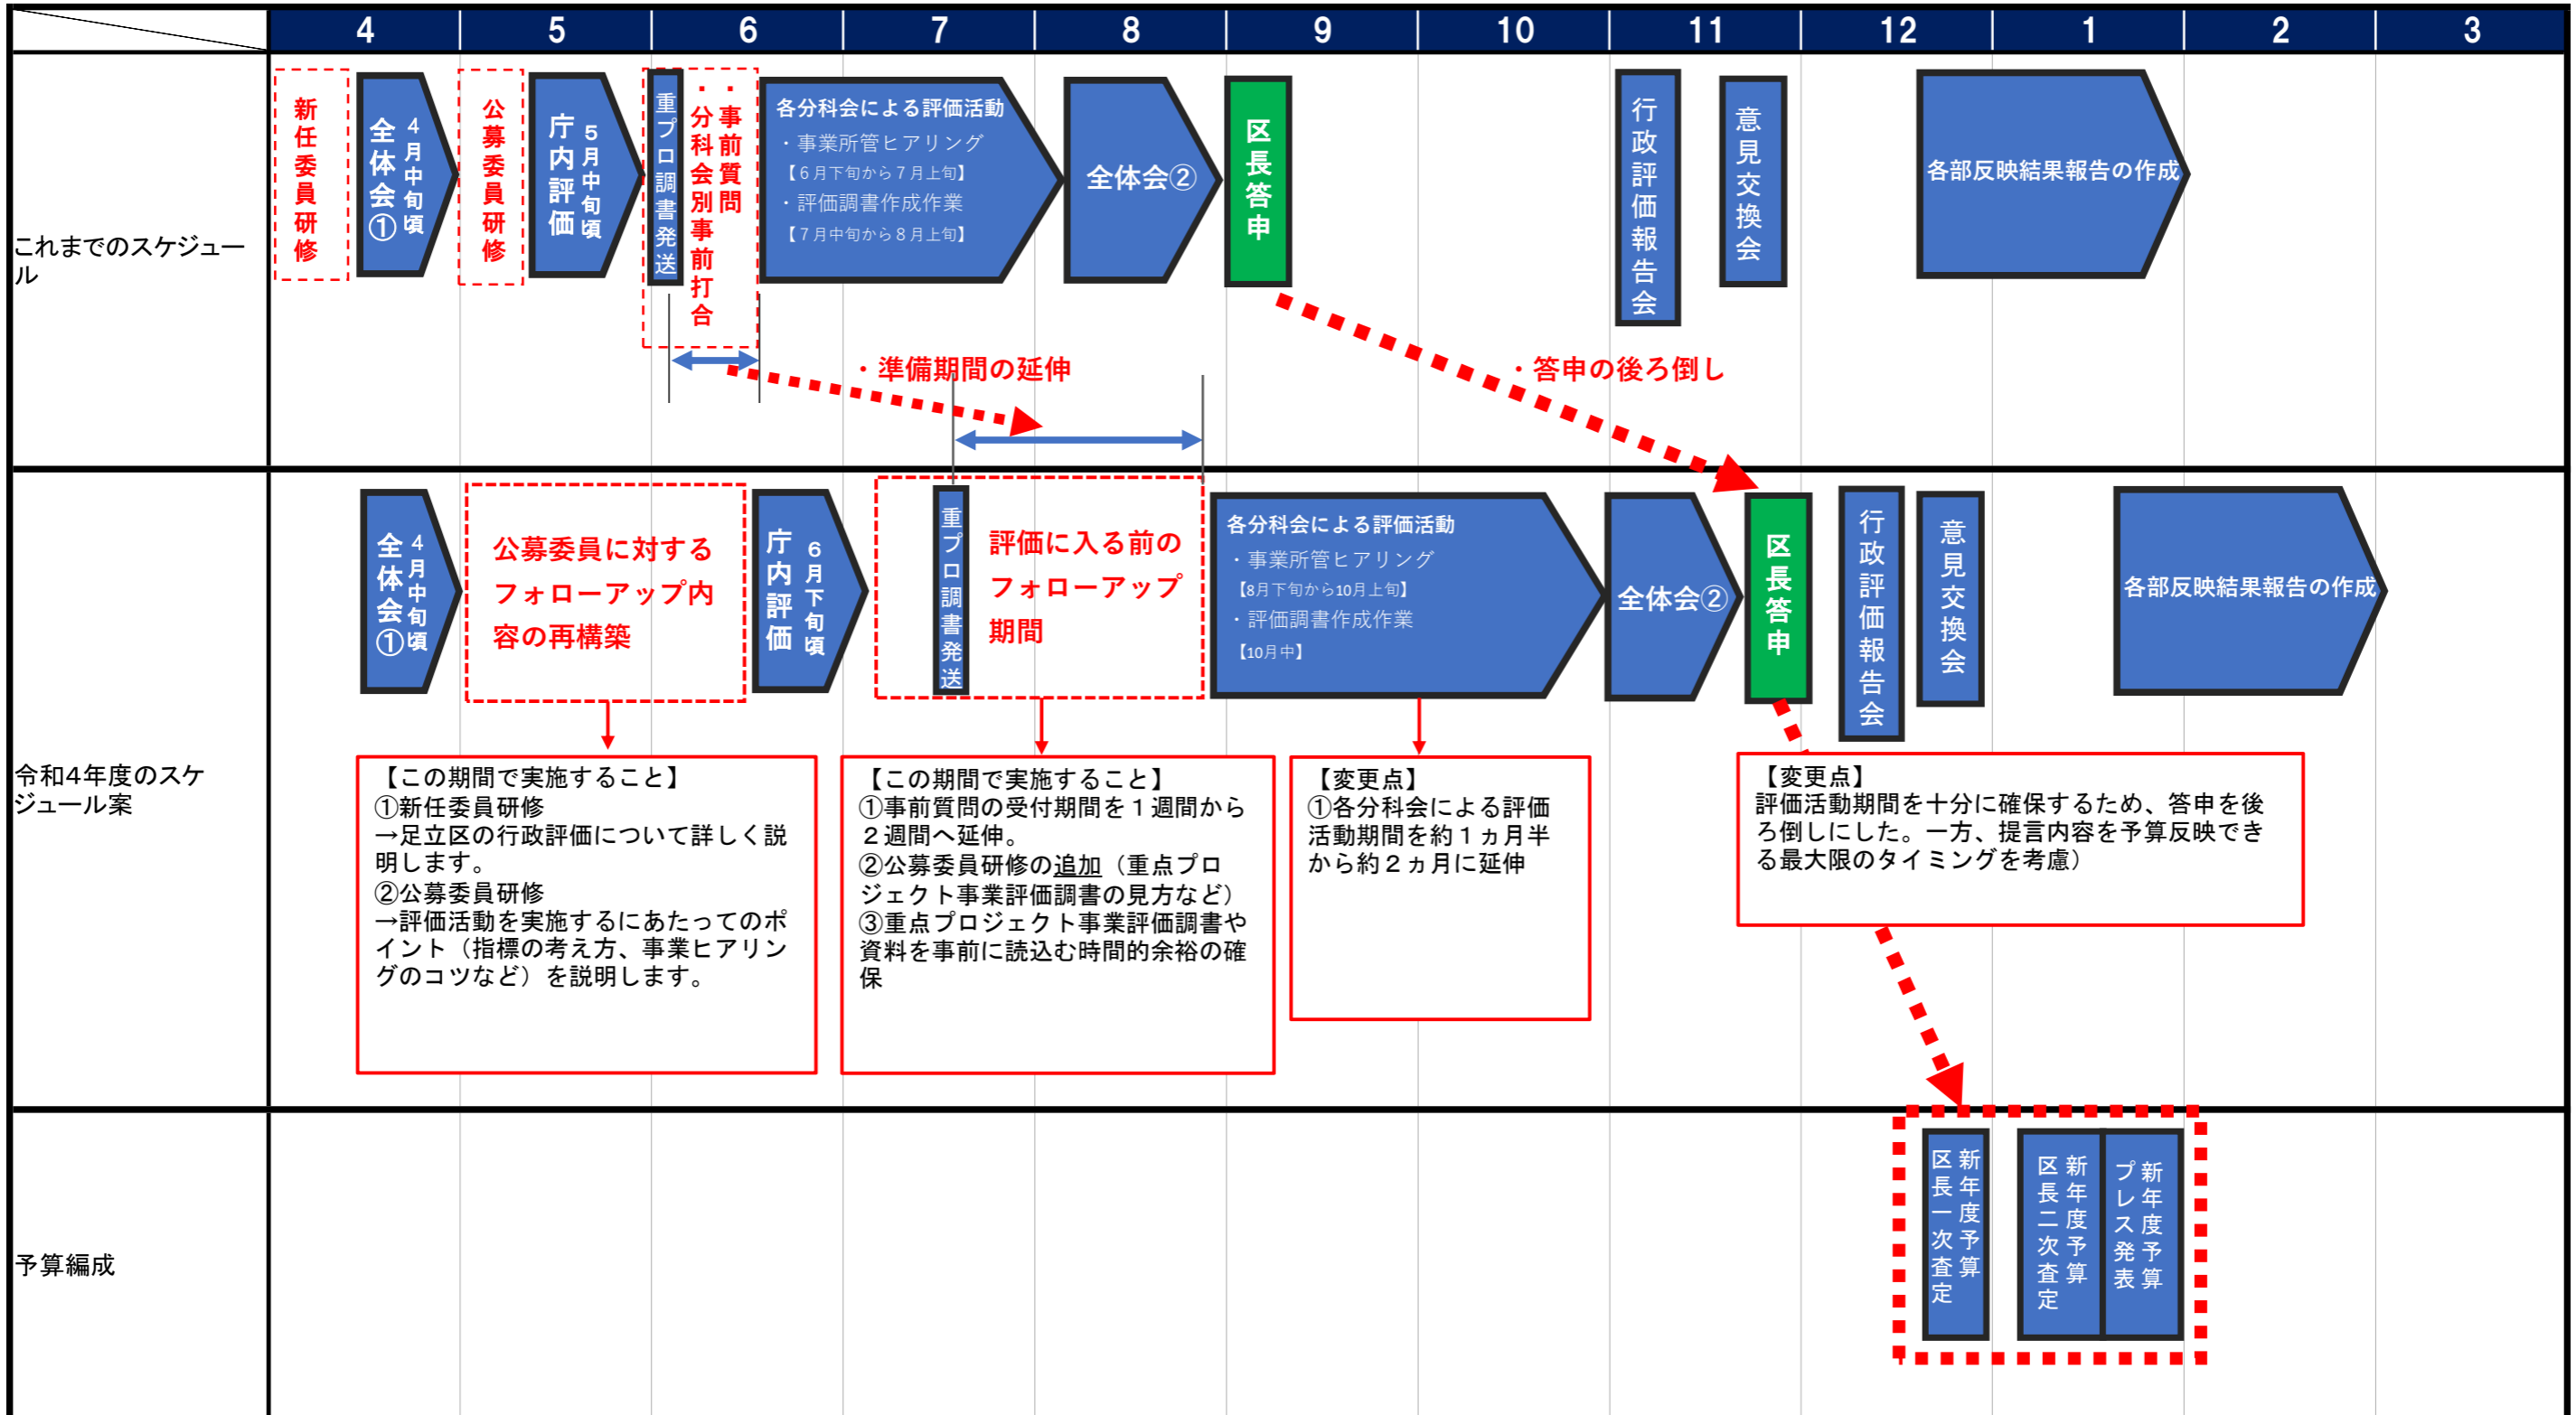 4 5 6 7 8 9 10 11 12 1 2 3
これまでのスケジュー
ル
新任委員研修
４月中旬頃
全体会①
公募委員研修
５月中旬頃
庁内評価
重プロ調書発送
・事前質問
・分科会別事前打合
各分科会による評価活動
・事業所管ヒアリング
【６月下旬から７月上旬】
・評価調書作成作業
【７月中旬から８月上旬】
全体会②
区長答申
行政評価報告会
意見交換会
各部反映結果報告の作成
・準備期間の延伸
・答申の後ろ倒し
令和4年度のスケ
ジュール案
４月中旬頃
全体会①
公募委員に対する
フォローアップ内
容の再構築
６月下旬頃
庁内評価
重プロ調書発送
評価に入る前の
フォローアップ
期間
各分科会による評価活動
・事業所管ヒアリング
【8月下旬から10月上旬】
・評価調書作成作業
【10月中】
全体会②
区長答申
行政評価報告会
意見交換会
各部反映結果報告の作成
【この期間で実施すること】
①新任委員研修
→足立区の行政評価について詳しく説
明します。
②公募委員研修
→評価活動を実施するにあたってのポ
イント（指標の考え方、事業ヒアリン
グのコツなど）を説明します。
【この期間で実施すること】
①事前質問の受付期間を１週間から
２週間へ延伸。
②公募委員研修の追加（重点プロ
ジェクト事業評価調書の見方など）
③重点プロジェクト事業評価調書や
資料を事前に読込む時間的余裕の確
保
【変更点】
①各分科会による評価
活動期間を約１ヵ月半
から約２ヵ月に延伸
【変更点】
評価活動期間を十分に確保するため、答申を後
ろ倒しにした。一方、提言内容を予算反映でき
る最大限のタイミングを考慮）
予算編成
新年度予算
区長一次査定
新年度予算
区長二次査定
新年度予算
プレス発表